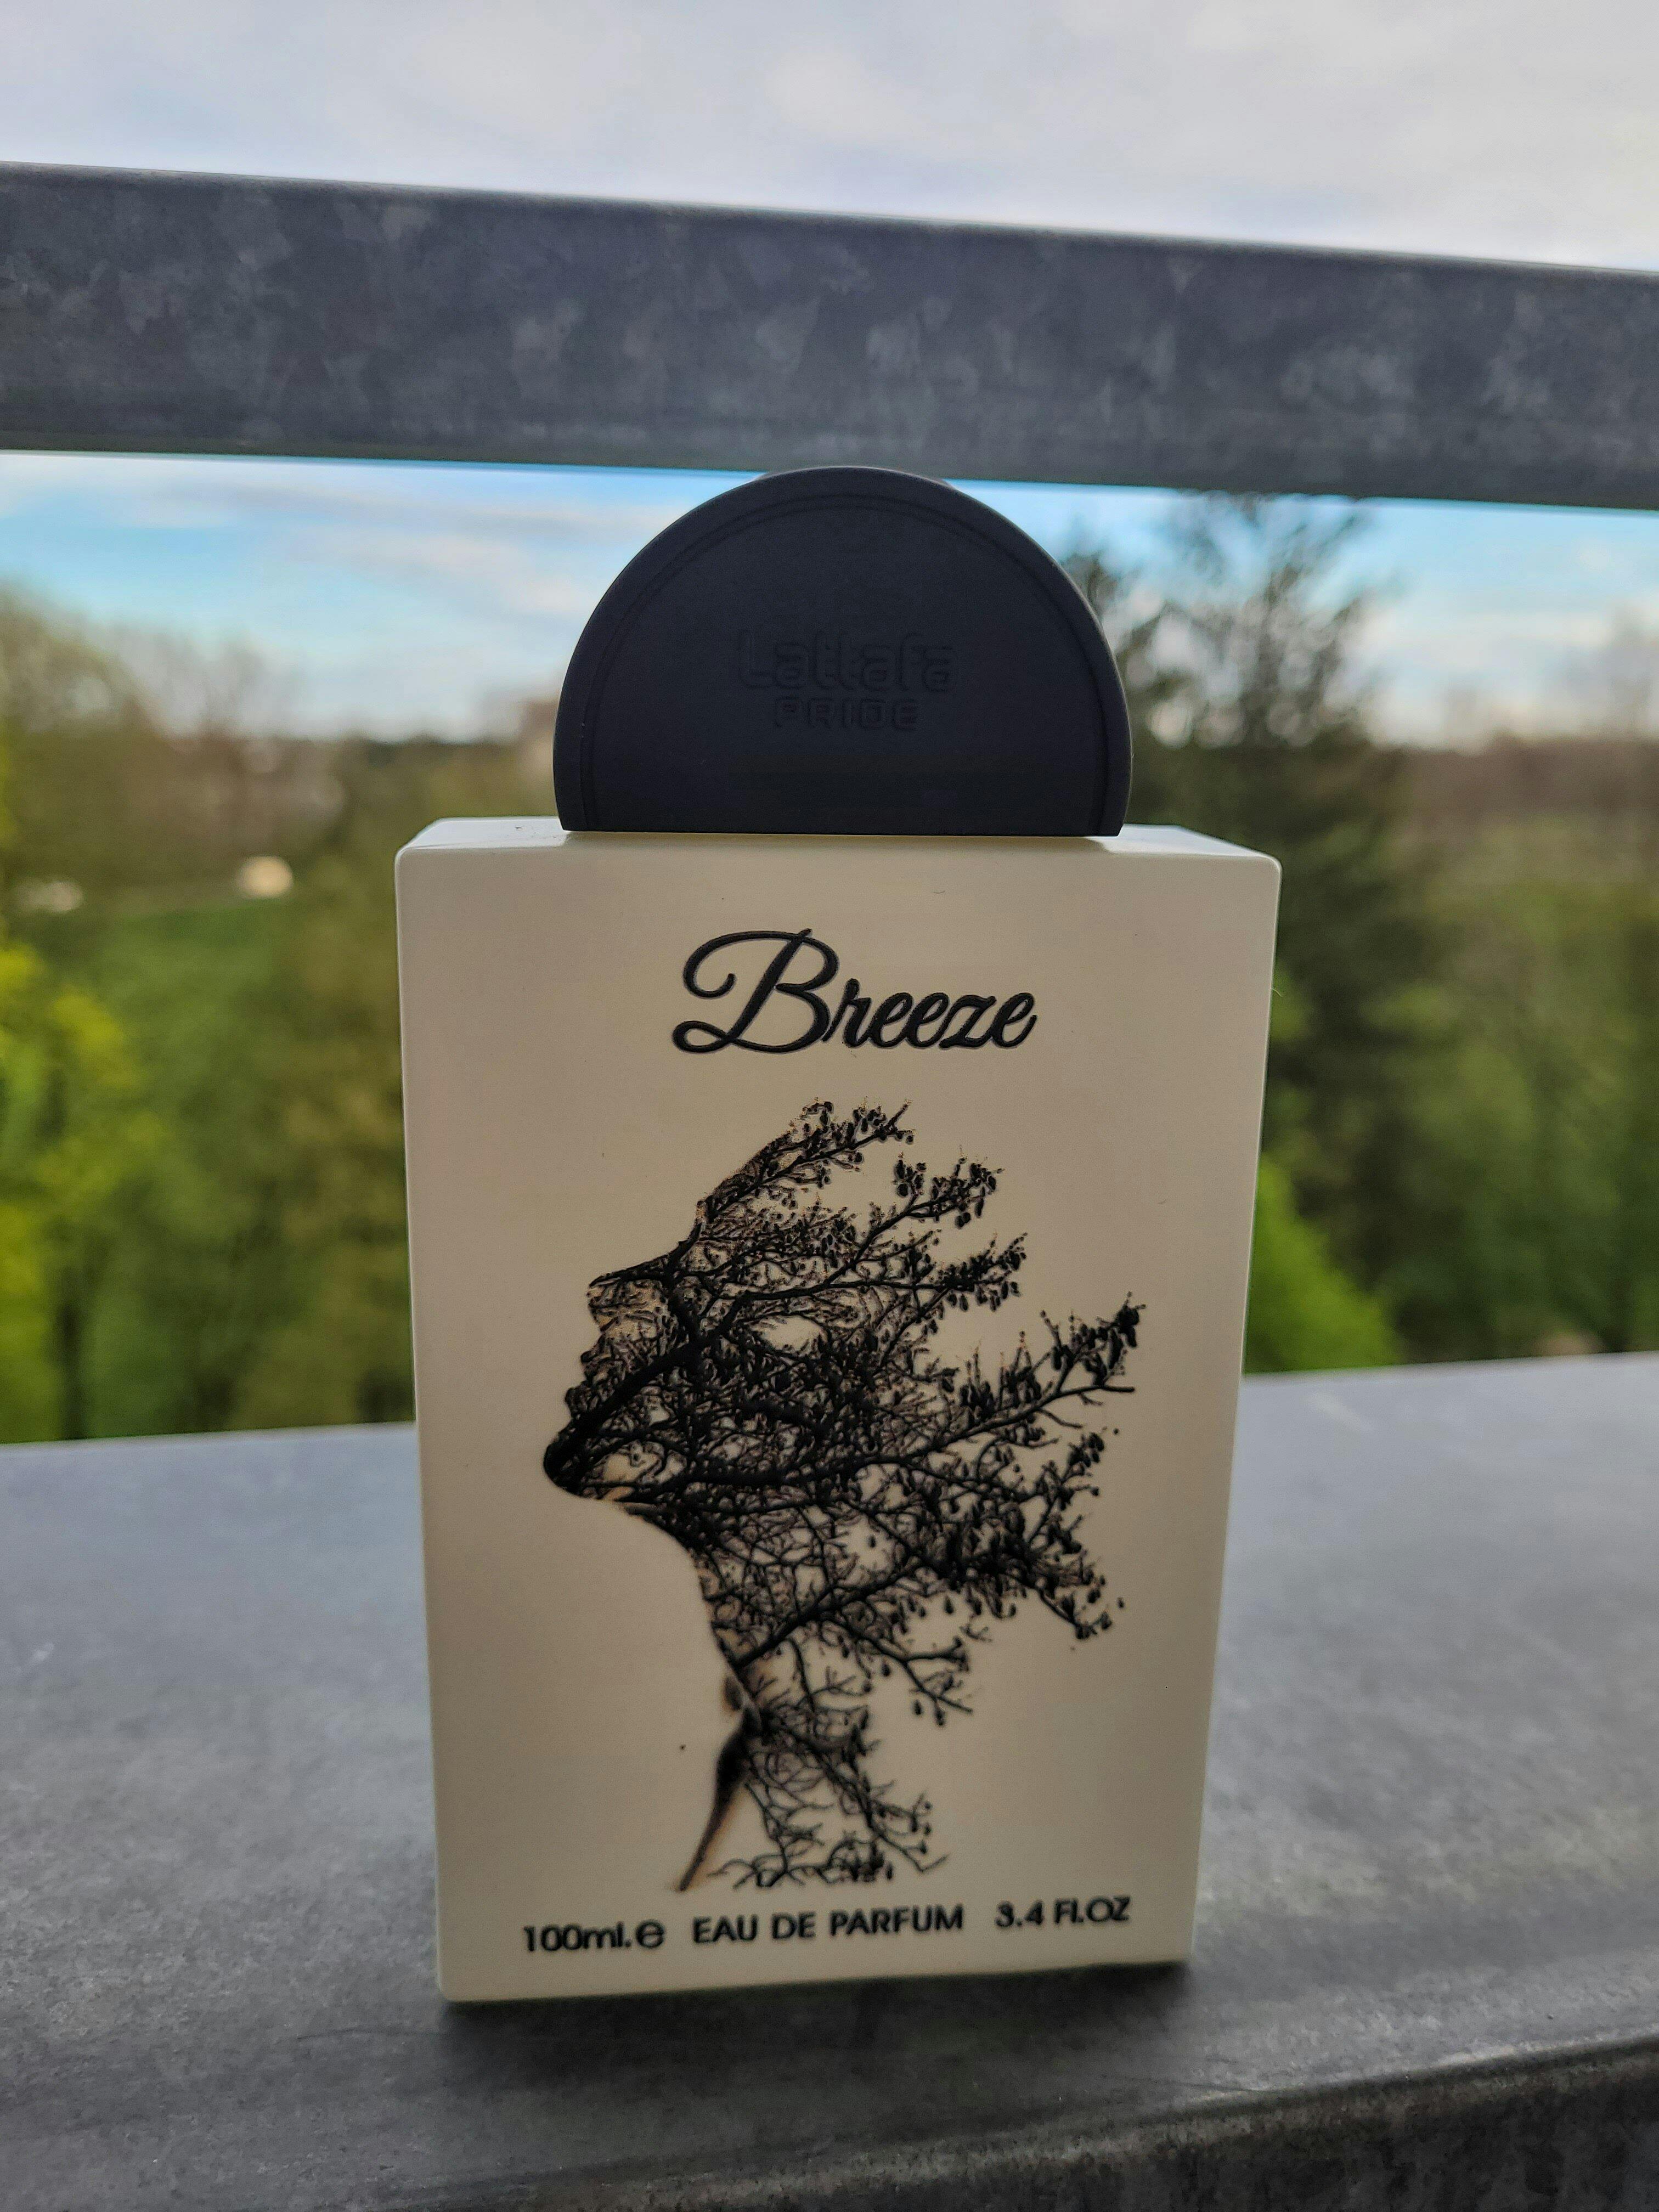 Lattafa
PRIDE
Breeze
100ml.e EAU DE PARFUM 3.4 Fl.OZ